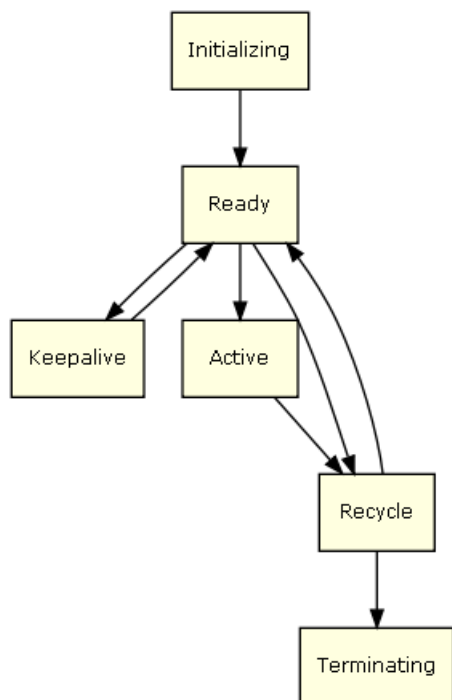 Initializing
Ready
Keepalive
Active
Recycle
Terminating